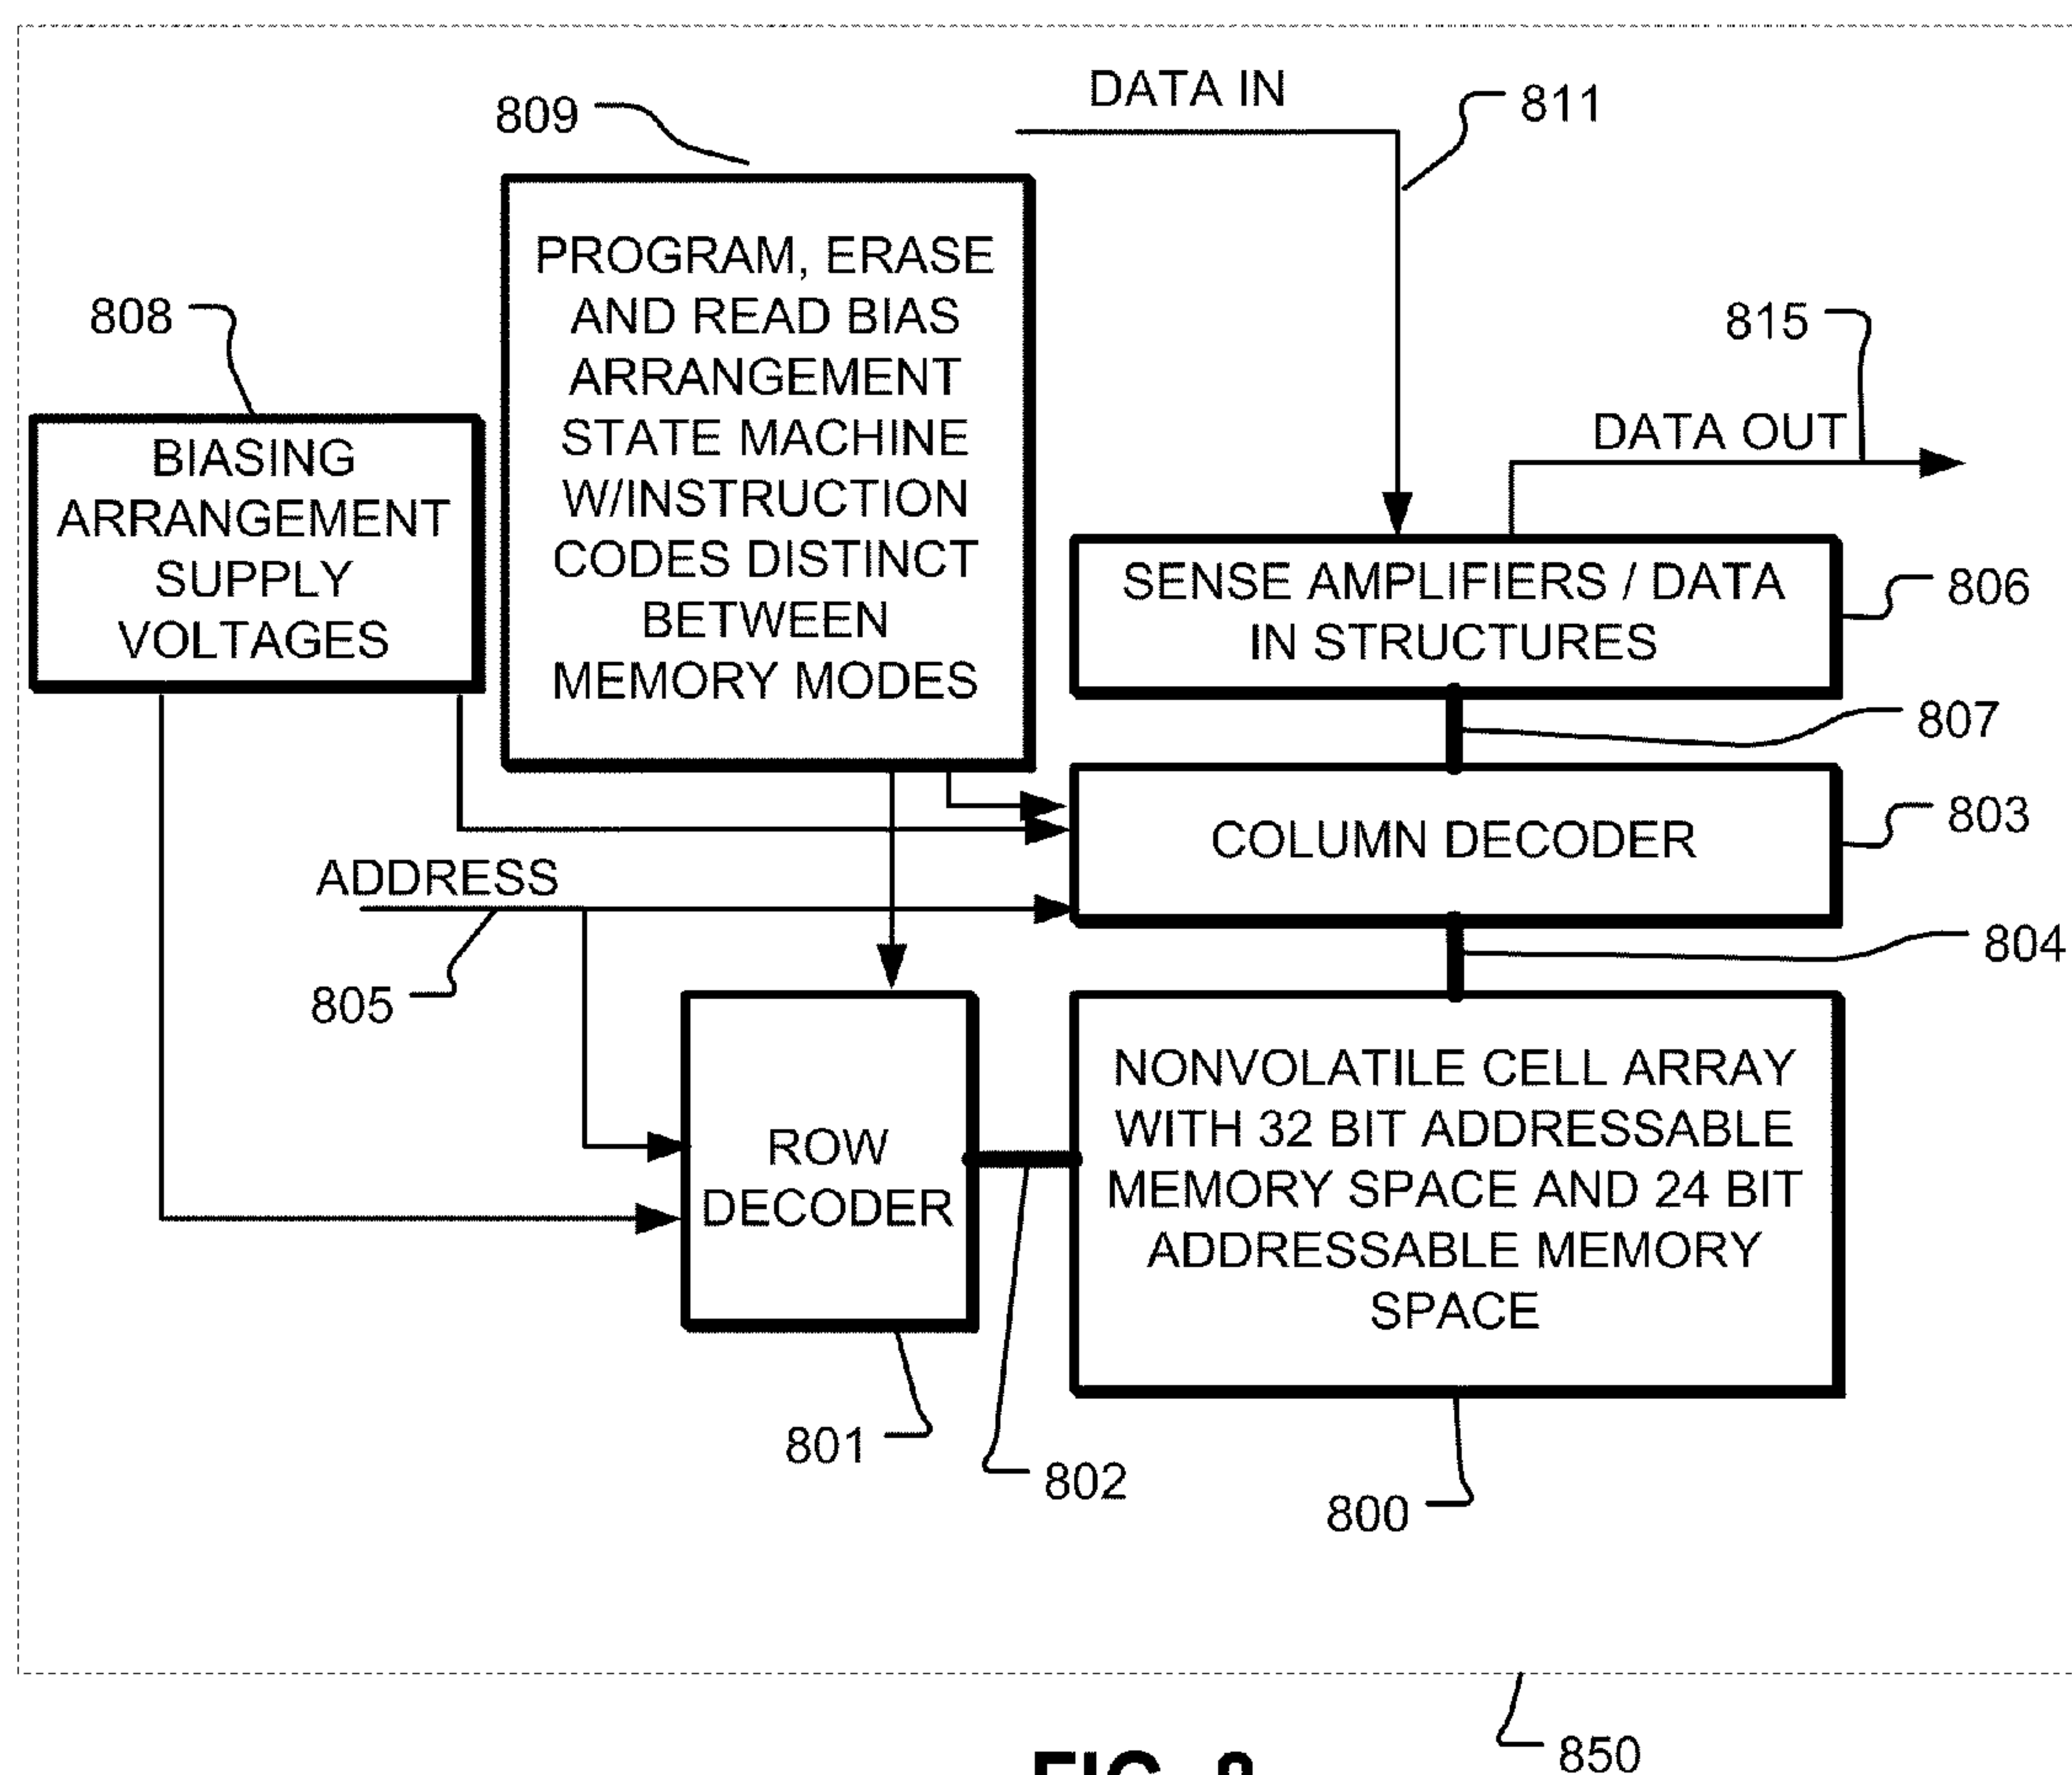 DATA IN
811
809
PROGRAM, ERASE
AND READ BIAS
ARRANGEMENT
STATE MACHINE
W/INSTRUCTION
CODES DISTINCT
BETWEEN
MEMORY MODES
808
BIASING
ARRANGEMENT
SUPPLY
VOLTAGES
815
DATA OUT
SENSE AMPLIFIERS / DATA
IN STRUCTURES
806
807
COLUMN DECODER
803
ADDRESS
805
804
ROW
DECODER
NONVOLATILE CELL ARRAY
WITH 32 BIT ADDRESSABLE
MEMORY SPACE AND 24 BIT
ADDRESSABLE MEMORY
SPACE
801
802
800
850
FIG. 8